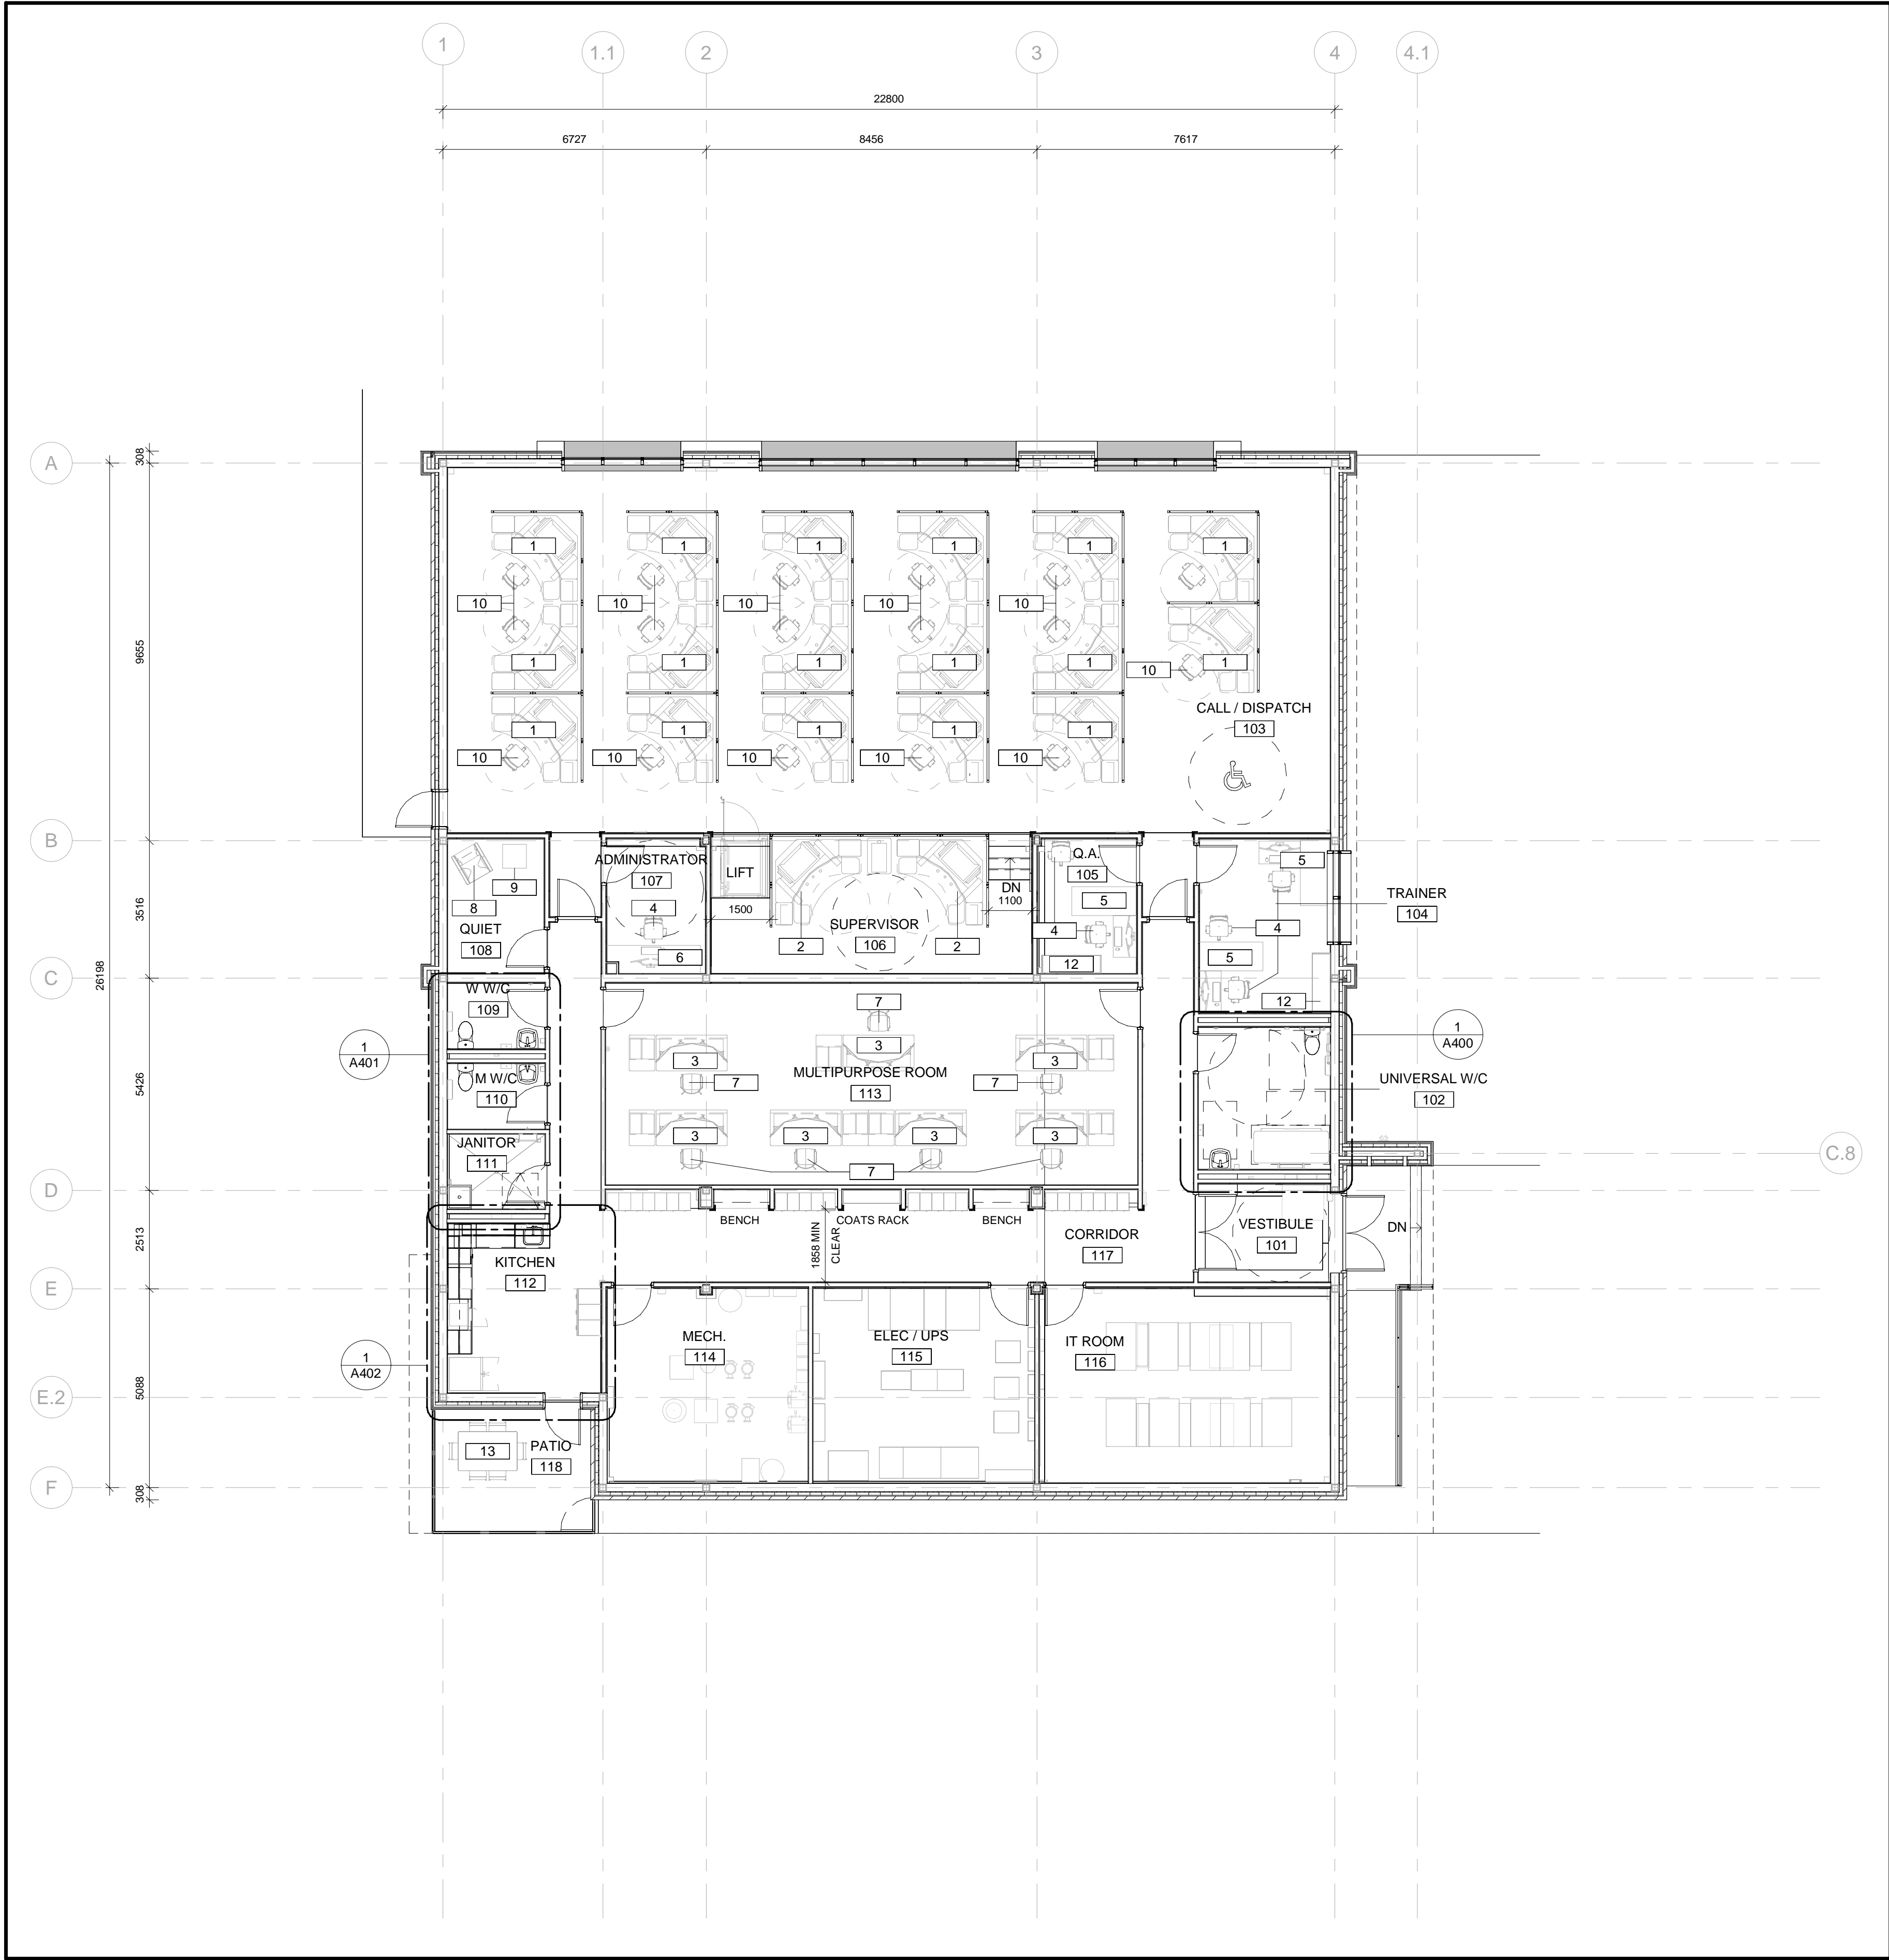 1 1.1 2 3 4 4.1
22800
6727 8456 7617
A
308
1 1 1 1 1 1
10 10 10 10 10
9655
1 1 1 1 1 1
10
CALL / DISPATCH
103
1 1 1 1 1
10 10 10 10 10
B
ADMINISTRATOR
107
LIFT
Q.A.
105
5
9
DN
1100
TRAINER
104
8
4
1500
5
3516
QUIET
108
SUPERVISOR
106
2 2
4
4
6
12
5
C
26198
W W/C
109
7
12
3
1
A401
1
A400
3 3
5426
M W/C
110
MULTIPURPOSE ROOM
113
7 7
UNIVERSAL W/C
102
3 3 3 3
JANITOR
111
7
C.8
D
BENCH COATS RACK BENCH
VESTIBULE
101
DN
2513
1858 MIN
CLEAR
CORRIDOR
117
KITCHEN
112
E
MECH.
114
ELEC / UPS
115
IT ROOM
116
1
A402
5088
E.2
13
PATIO
118
F
308